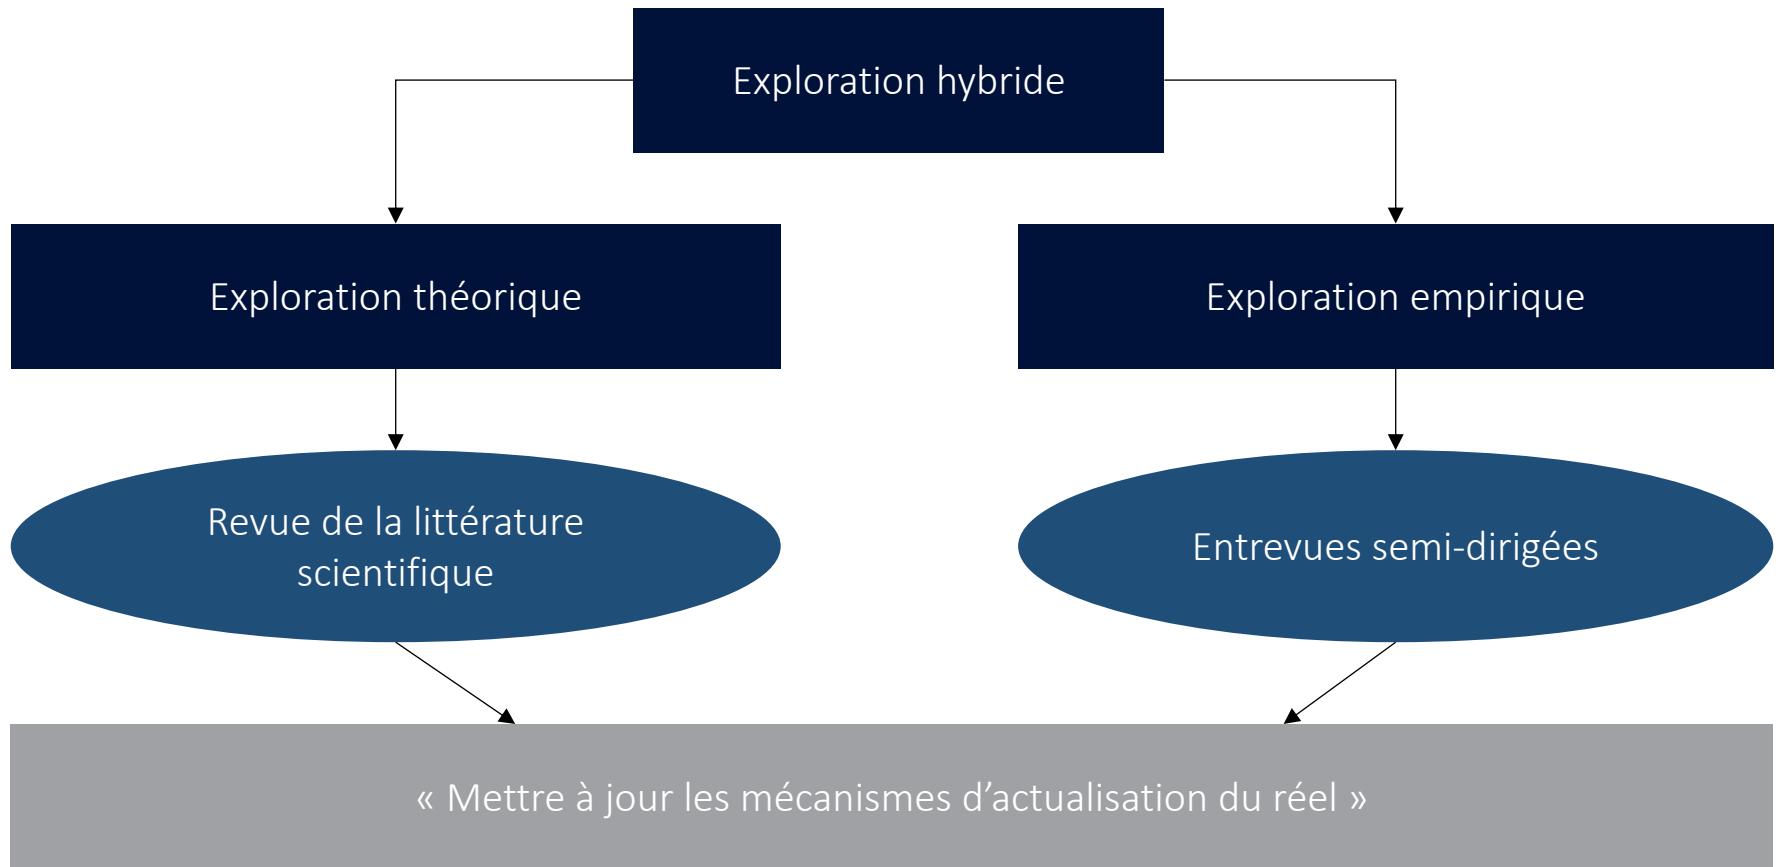 Exploration hybride
Exploration théorique
Exploration empirique
Revue de la littérature
scientifique
Entrevues semi-dirigées
« Mettre à jour les mécanismes d’actualisation du réel »